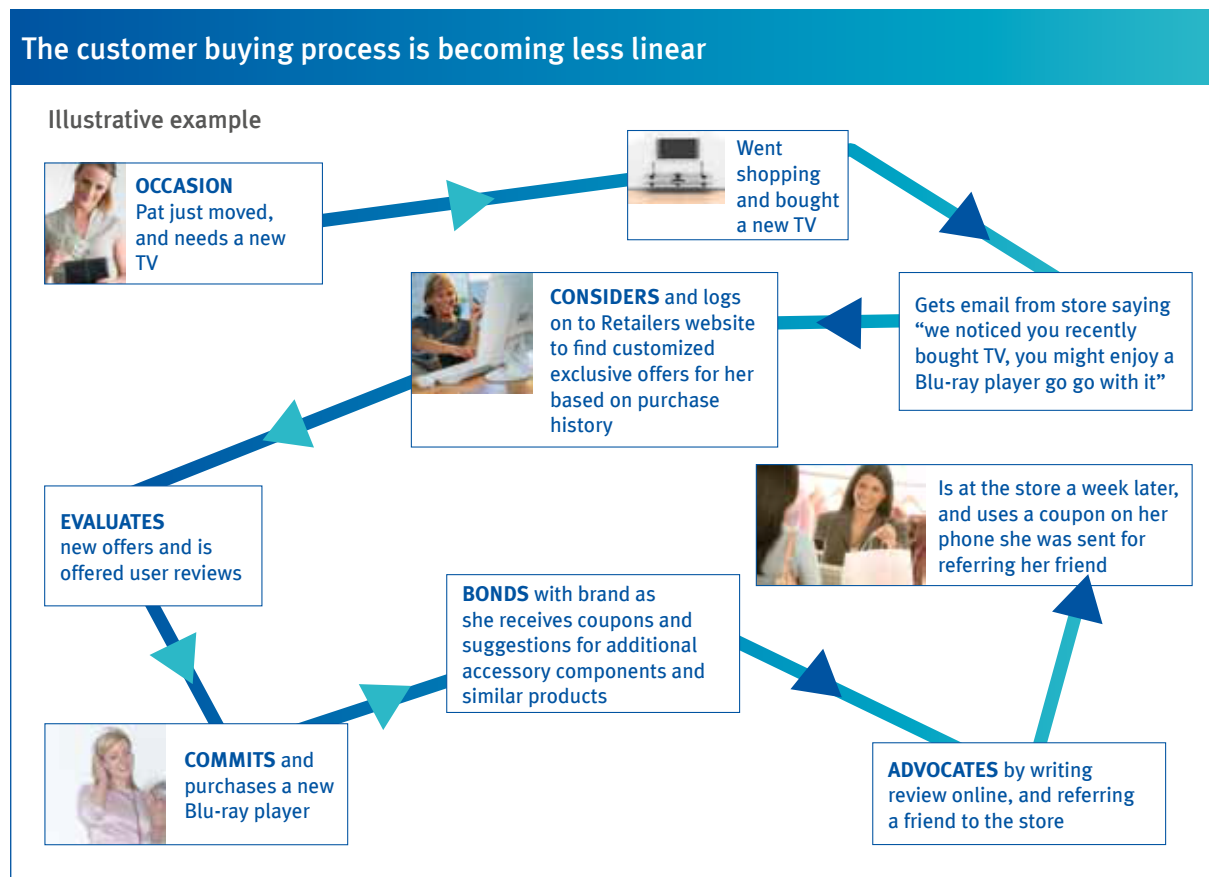 The customer buying process is becoming less linear
Illustrative example
OCCASION
Pat just moved,
and needs a new
TV
Went
shopping
and bought
a new TV
Gets email from store saying
“we noticed you recently
bought TV, you might enjoy a
Blu-ray player go go with it”
CONSIDERS and logs
on to Retailers website
to find customized
exclusive offers for her
based on purchase
history
EVALUATES
new offers and is
offered user reviews
COMMITS and
purchases a new
Blu-ray player
BONDS with brand as
she receives coupons and
suggestions for additional
accessory components and
similar products
ADVOCATES by writing
review online, and referring
a friend to the store
Is at the store a week later,
and uses a coupon on her
phone she was sent for
referring her friend